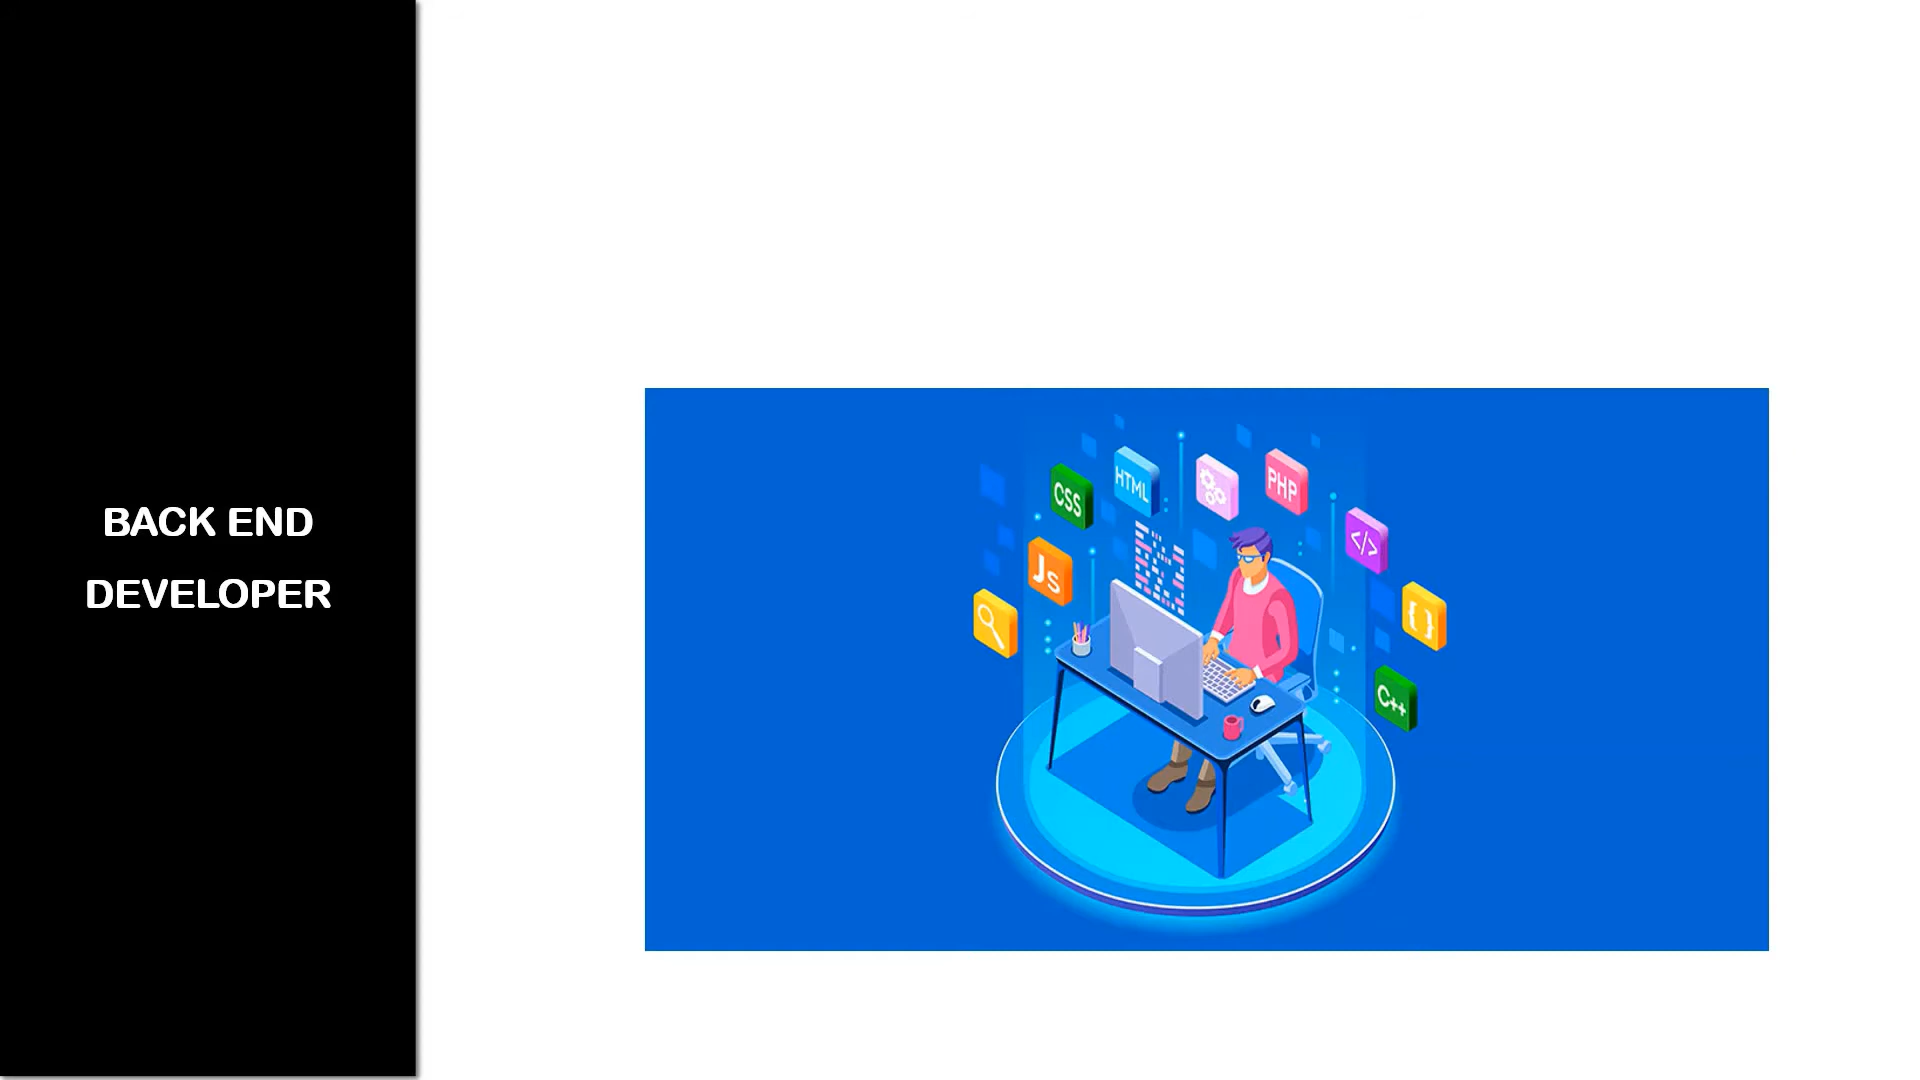 BACK END
DEVELOPER
CSS
HTML
PHP
</>
JS
{ }
C++